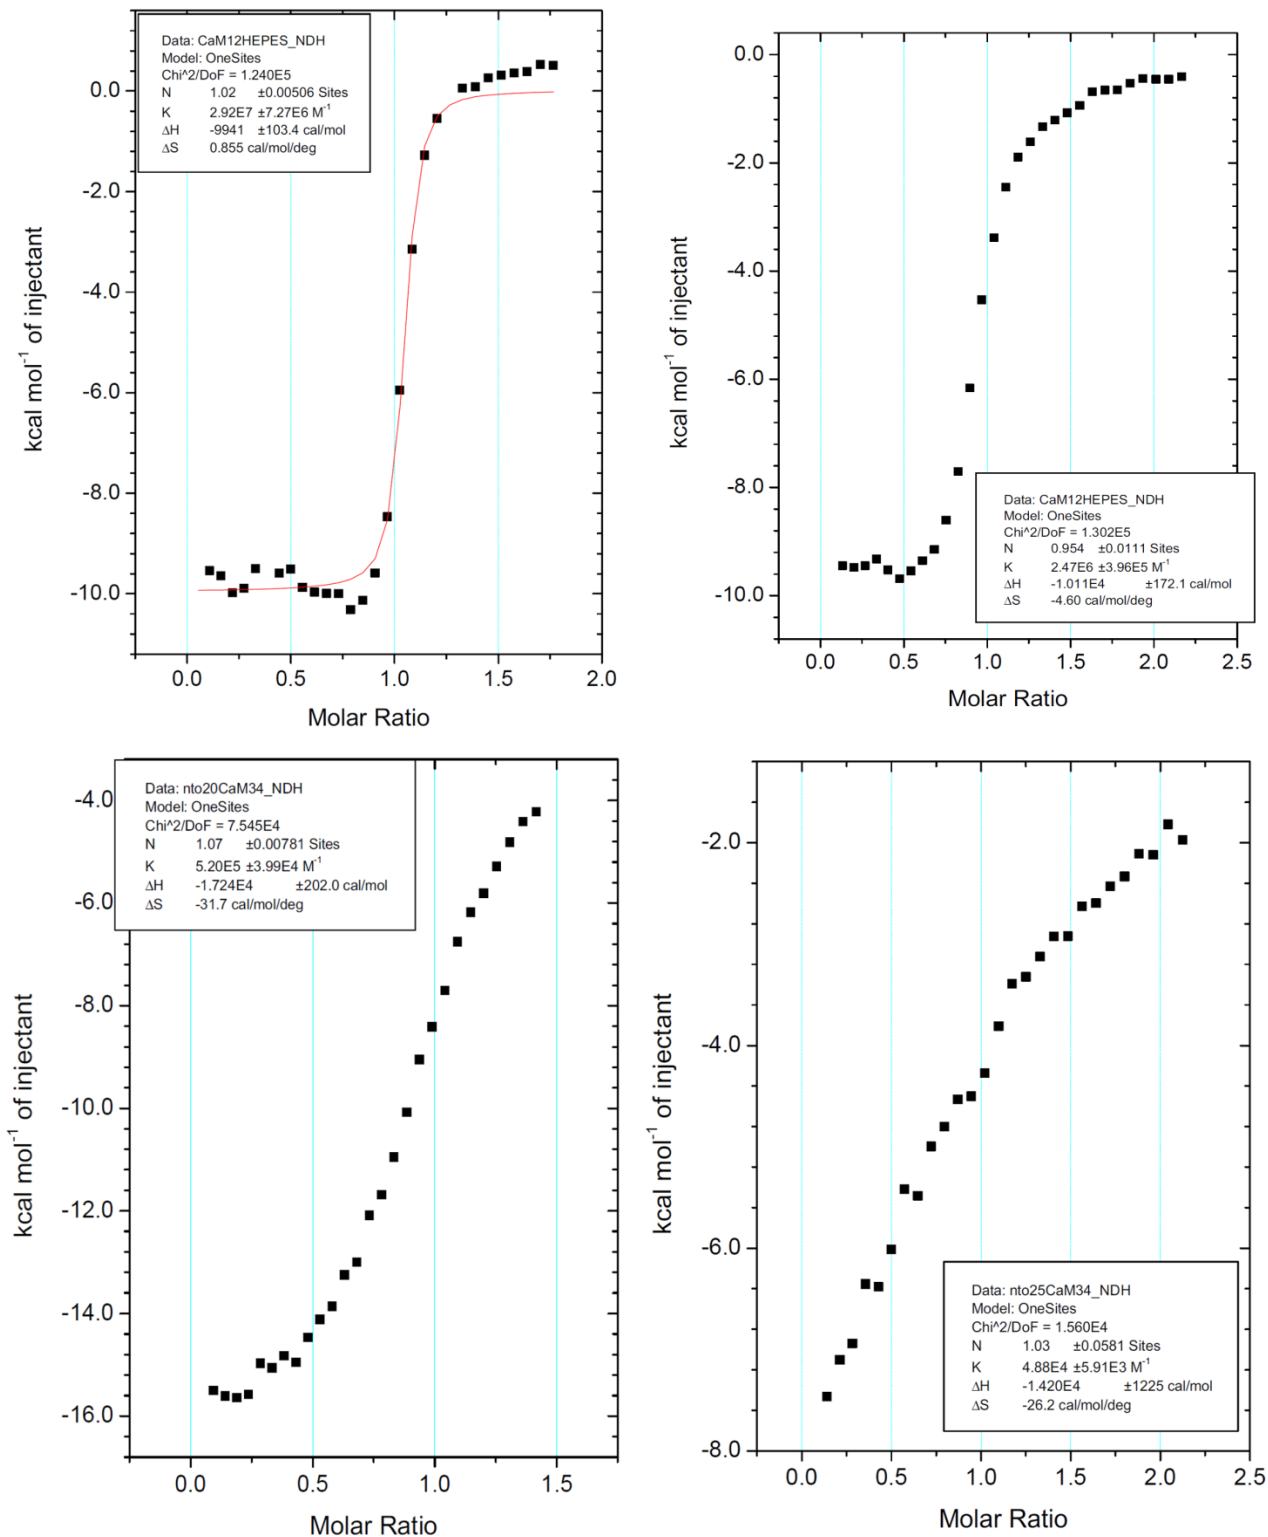 Data: CaM12HEPES_NDH
Model: OneSites
Chi^2/DoF = 1.240E5
N 1.02 ±0.00506 Sites
K 2.92E7 ±7.27E6 M⁻¹
ΔH -9941 ±103.4 cal/mol
ΔS 0.855 cal/mol/deg
0.0
-2.0
-4.0
-6.0
-8.0
-10.0
kcal mol⁻¹ of injectant
0.0 0.5 1.0 1.5 2.0
Molar Ratio
0.0
-2.0
-4.0
-6.0
-8.0
-10.0
kcal mol⁻¹ of injectant
Data: CaM12HEPES_NDH
Model: OneSites
Chi^2/DoF = 1.302E5
N 0.954 ±0.0111 Sites
K 2.47E6 ±3.96E5 M⁻¹
ΔH -1.011E4 ±172.1 cal/mol
ΔS -4.60 cal/mol/deg
0.0 0.5 1.0 1.5 2.0 2.5
Molar Ratio
Data: nto20CaM34_NDH
Model: OneSites
Chi^2/DoF = 7.545E4
N 1.07 ±0.00781 Sites
K 5.20E5 ±3.99E4 M⁻¹
ΔH -1.724E4 ±202.0 cal/mol
ΔS -31.7 cal/mol/deg
-4.0
-6.0
-8.0
-10.0
-12.0
-14.0
-16.0
kcal mol⁻¹ of injectant
0.0 0.5 1.0 1.5
Molar Ratio
-2.0
-4.0
-6.0
-8.0
kcal mol⁻¹ of injectant
Data: nto25CaM34_NDH
Model: OneSites
Chi^2/DoF = 1.560E4
N 1.03 ±0.0581 Sites
K 4.88E4 ±5.91E3 M⁻¹
ΔH -1.420E4 ±1225 cal/mol
ΔS -26.2 cal/mol/deg
0.0 0.5 1.0 1.5 2.0 2.5
Molar Ratio